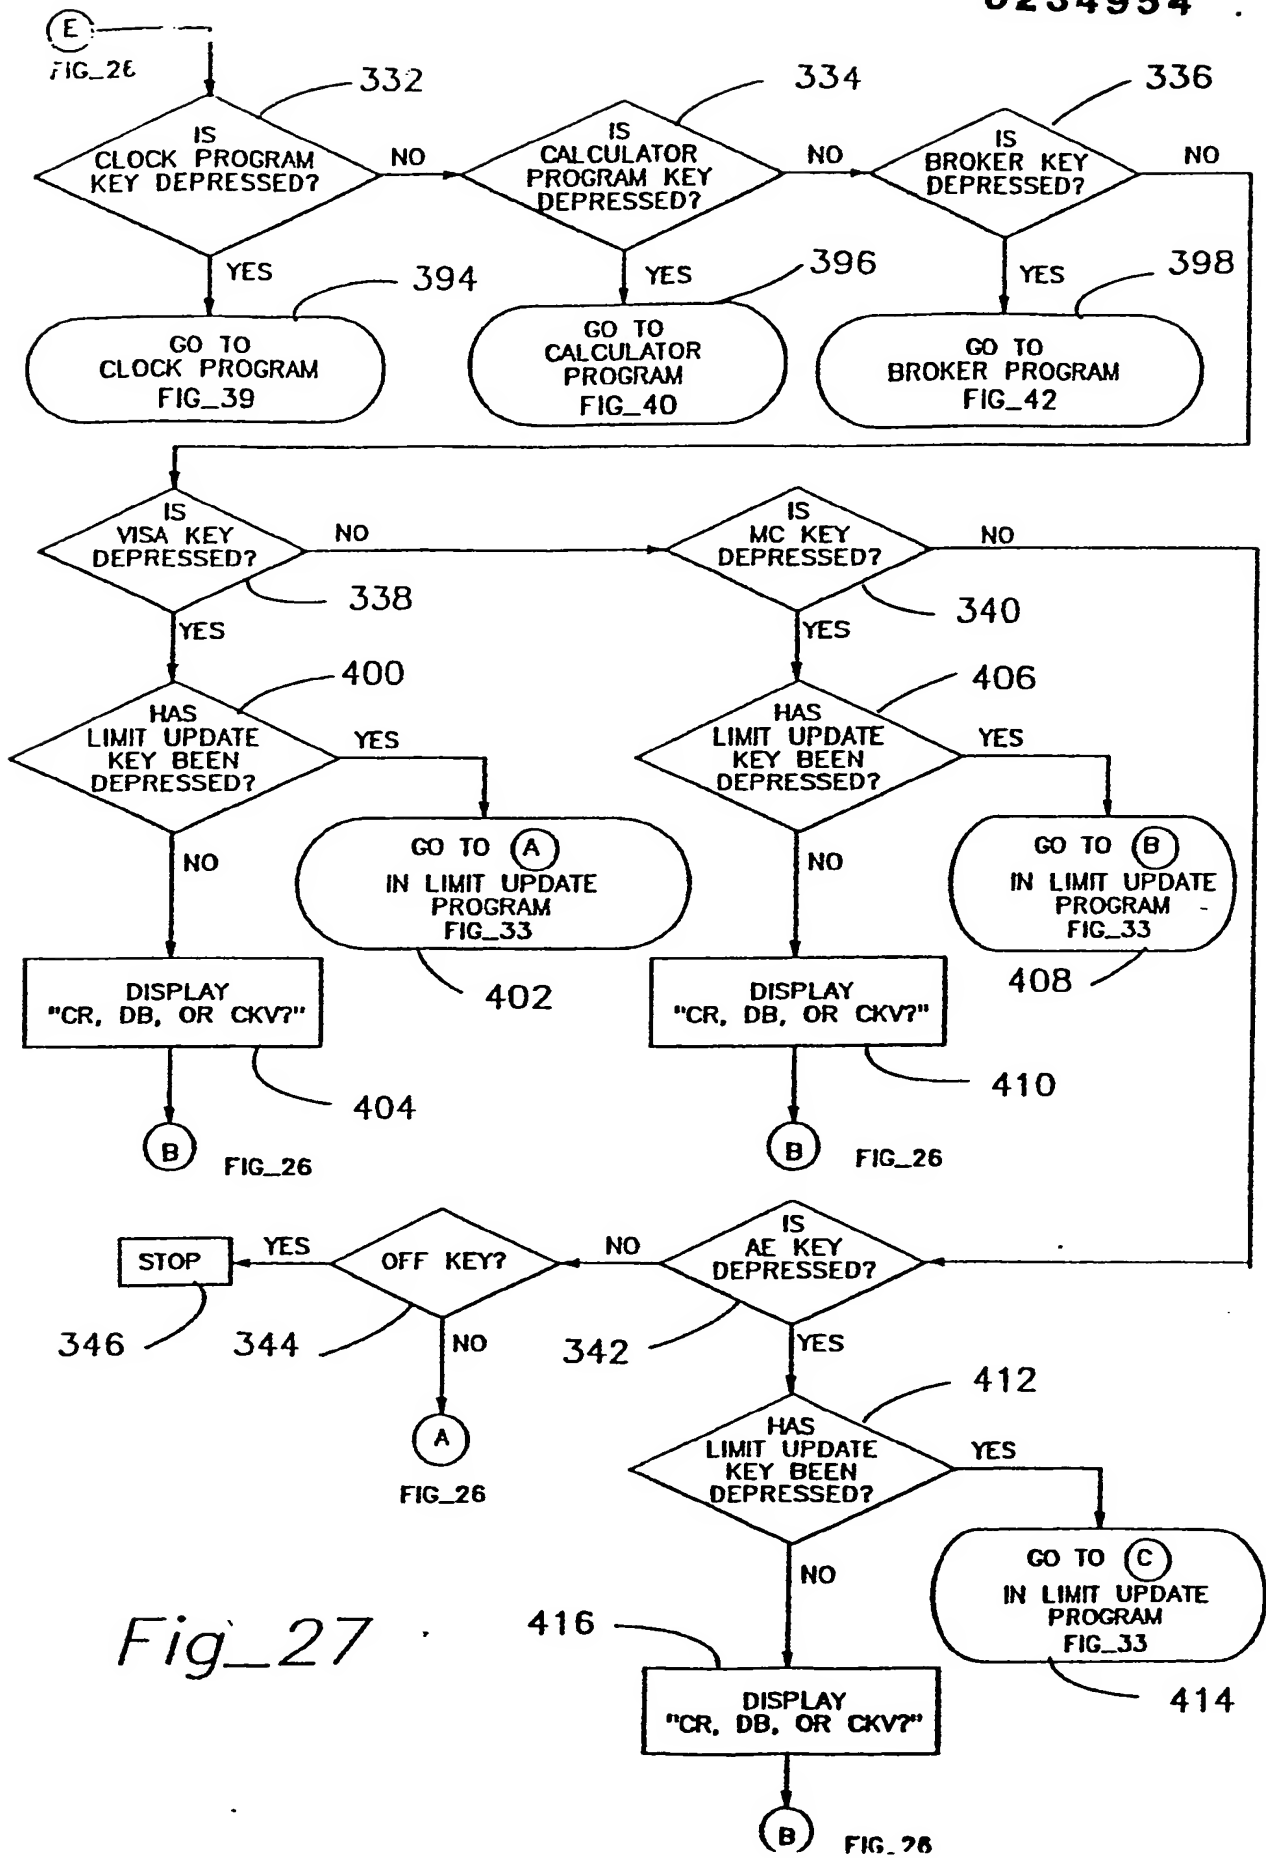 0234954
E
FIG_26
332
334
336
IS
CLOCK PROGRAM
KEY DEPRESSED?
NO
IS
CALCULATOR
PROGRAM KEY
DEPRESSED?
NO
IS
BROKER KEY
DEPRESSED?
NO
YES
394
YES
396
YES
398
GO TO
CLOCK PROGRAM
FIG_39
GO TO
CALCULATOR
PROGRAM
FIG_40
GO TO
BROKER PROGRAM
FIG_42
IS
VISA KEY
DEPRESSED?
NO
338
IS
MC KEY
DEPRESSED?
NO
340
YES
400
YES
406
HAS
LIMIT UPDATE
KEY BEEN
DEPRESSED?
YES
HAS
LIMIT UPDATE
KEY BEEN
DEPRESSED?
YES
NO
GO TO A
IN LIMIT UPDATE
PROGRAM
FIG_33
402
NO
GO TO B
IN LIMIT UPDATE
PROGRAM
FIG_33
408
DISPLAY
"CR, DB, OR CKV?"
404
DISPLAY
"CR, DB, OR CKV?"
410
B
FIG_26
B
FIG_26
STOP
YES
OFF KEY?
NO
IS
AE KEY
DEPRESSED?
346
344
342
NO
YES
412
A
FIG_26
HAS
LIMIT UPDATE
KEY BEEN
DEPRESSED?
YES
NO
GO TO C
IN LIMIT UPDATE
PROGRAM
FIG_33
414
Fig_27
416
DISPLAY
"CR, DB, OR CKV?"
B
FIG_26